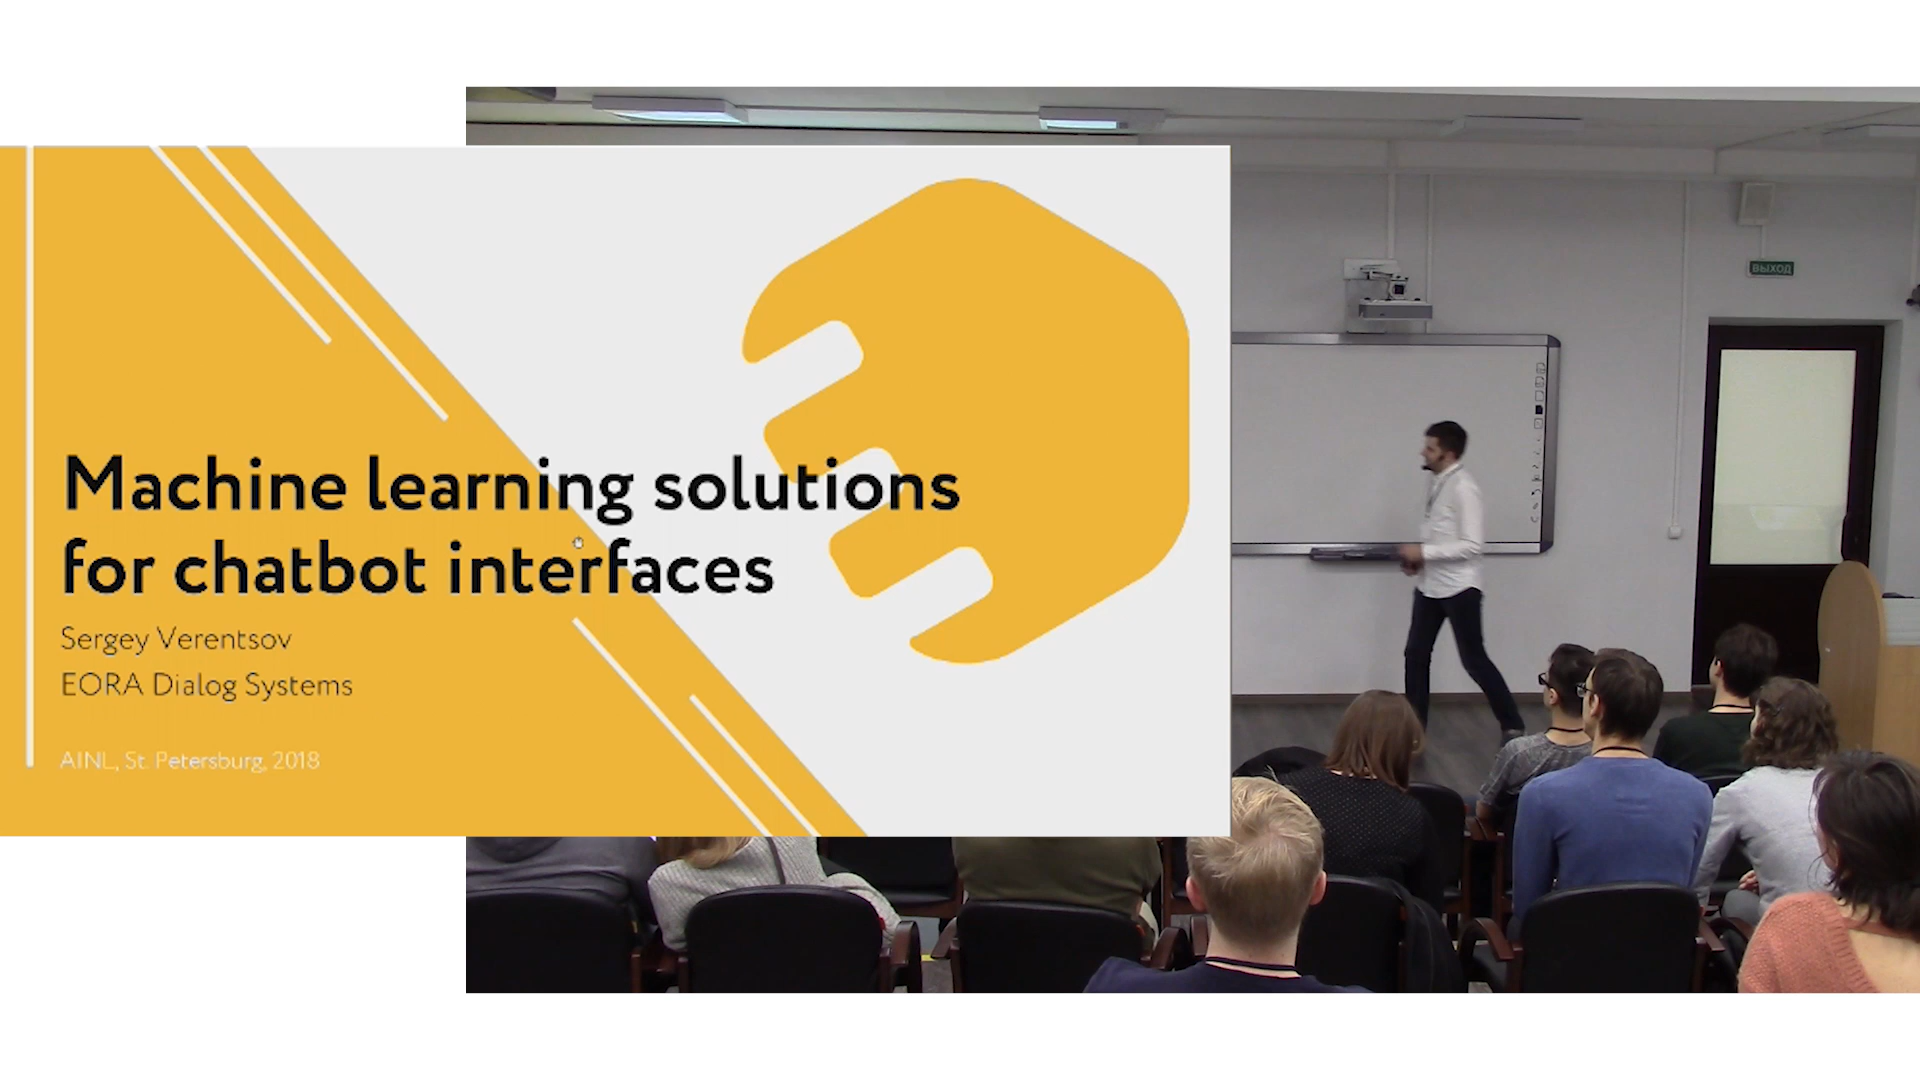 Machine learning solutions
for chatbot interfaces
Sergey Verentsov
EORA Dialog Systems
AINL, St. Petersburg, 2018
ВЫХОД